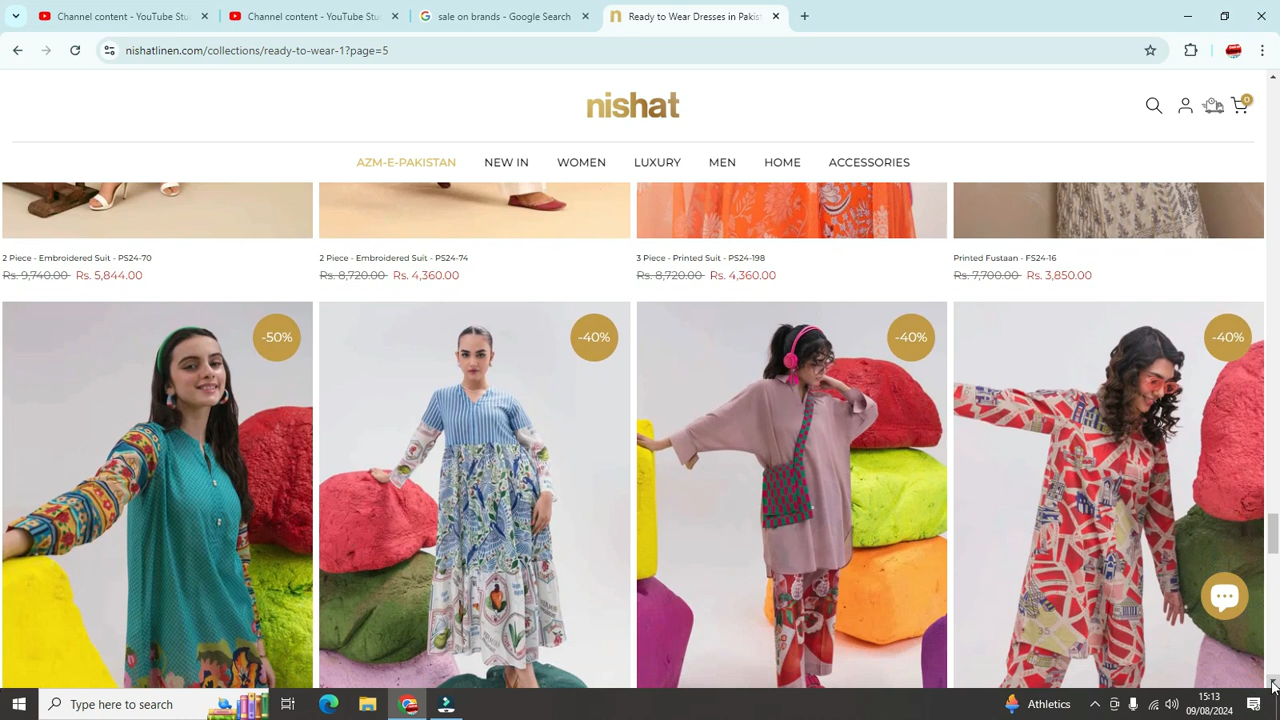 Channel content - YouTube Stu
Channel content - YouTube Stu
sale on brands - Google Search
Ready to Wear Dresses in Pakist
nishatlinen.com/collections/ready-to-wear-1?page=5
nishat
0
AZM-E-PAKISTAN NEW IN WOMEN LUXURY MEN HOME ACCESSORIES
2 Piece - Embroidered Suit - PS24-70
Rs. 9,740.00 Rs. 5,844.00
2 Piece - Embroidered Suit - PS24-74
Rs. 8,720.00 Rs. 4,360.00
3 Piece - Printed Suit - PS24-198
Rs. 8,720.00 Rs. 4,360.00
Printed Fustaan - FS24-16
Rs. 7,700.00 Rs. 3,850.00
-50%
-40%
-40%
-40%
Type here to search
Athletics
15:13
09/08/2024